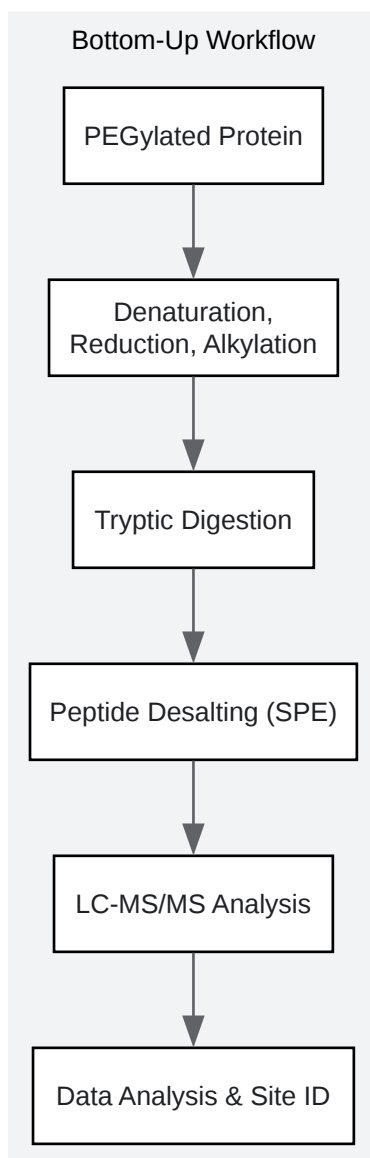 Bottom-Up Workflow
PEGylated Protein
Denaturation,
Reduction, Alkylation
Tryptic Digestion
Peptide Desalting (SPE)
LC-MS/MS Analysis
Data Analysis & Site ID